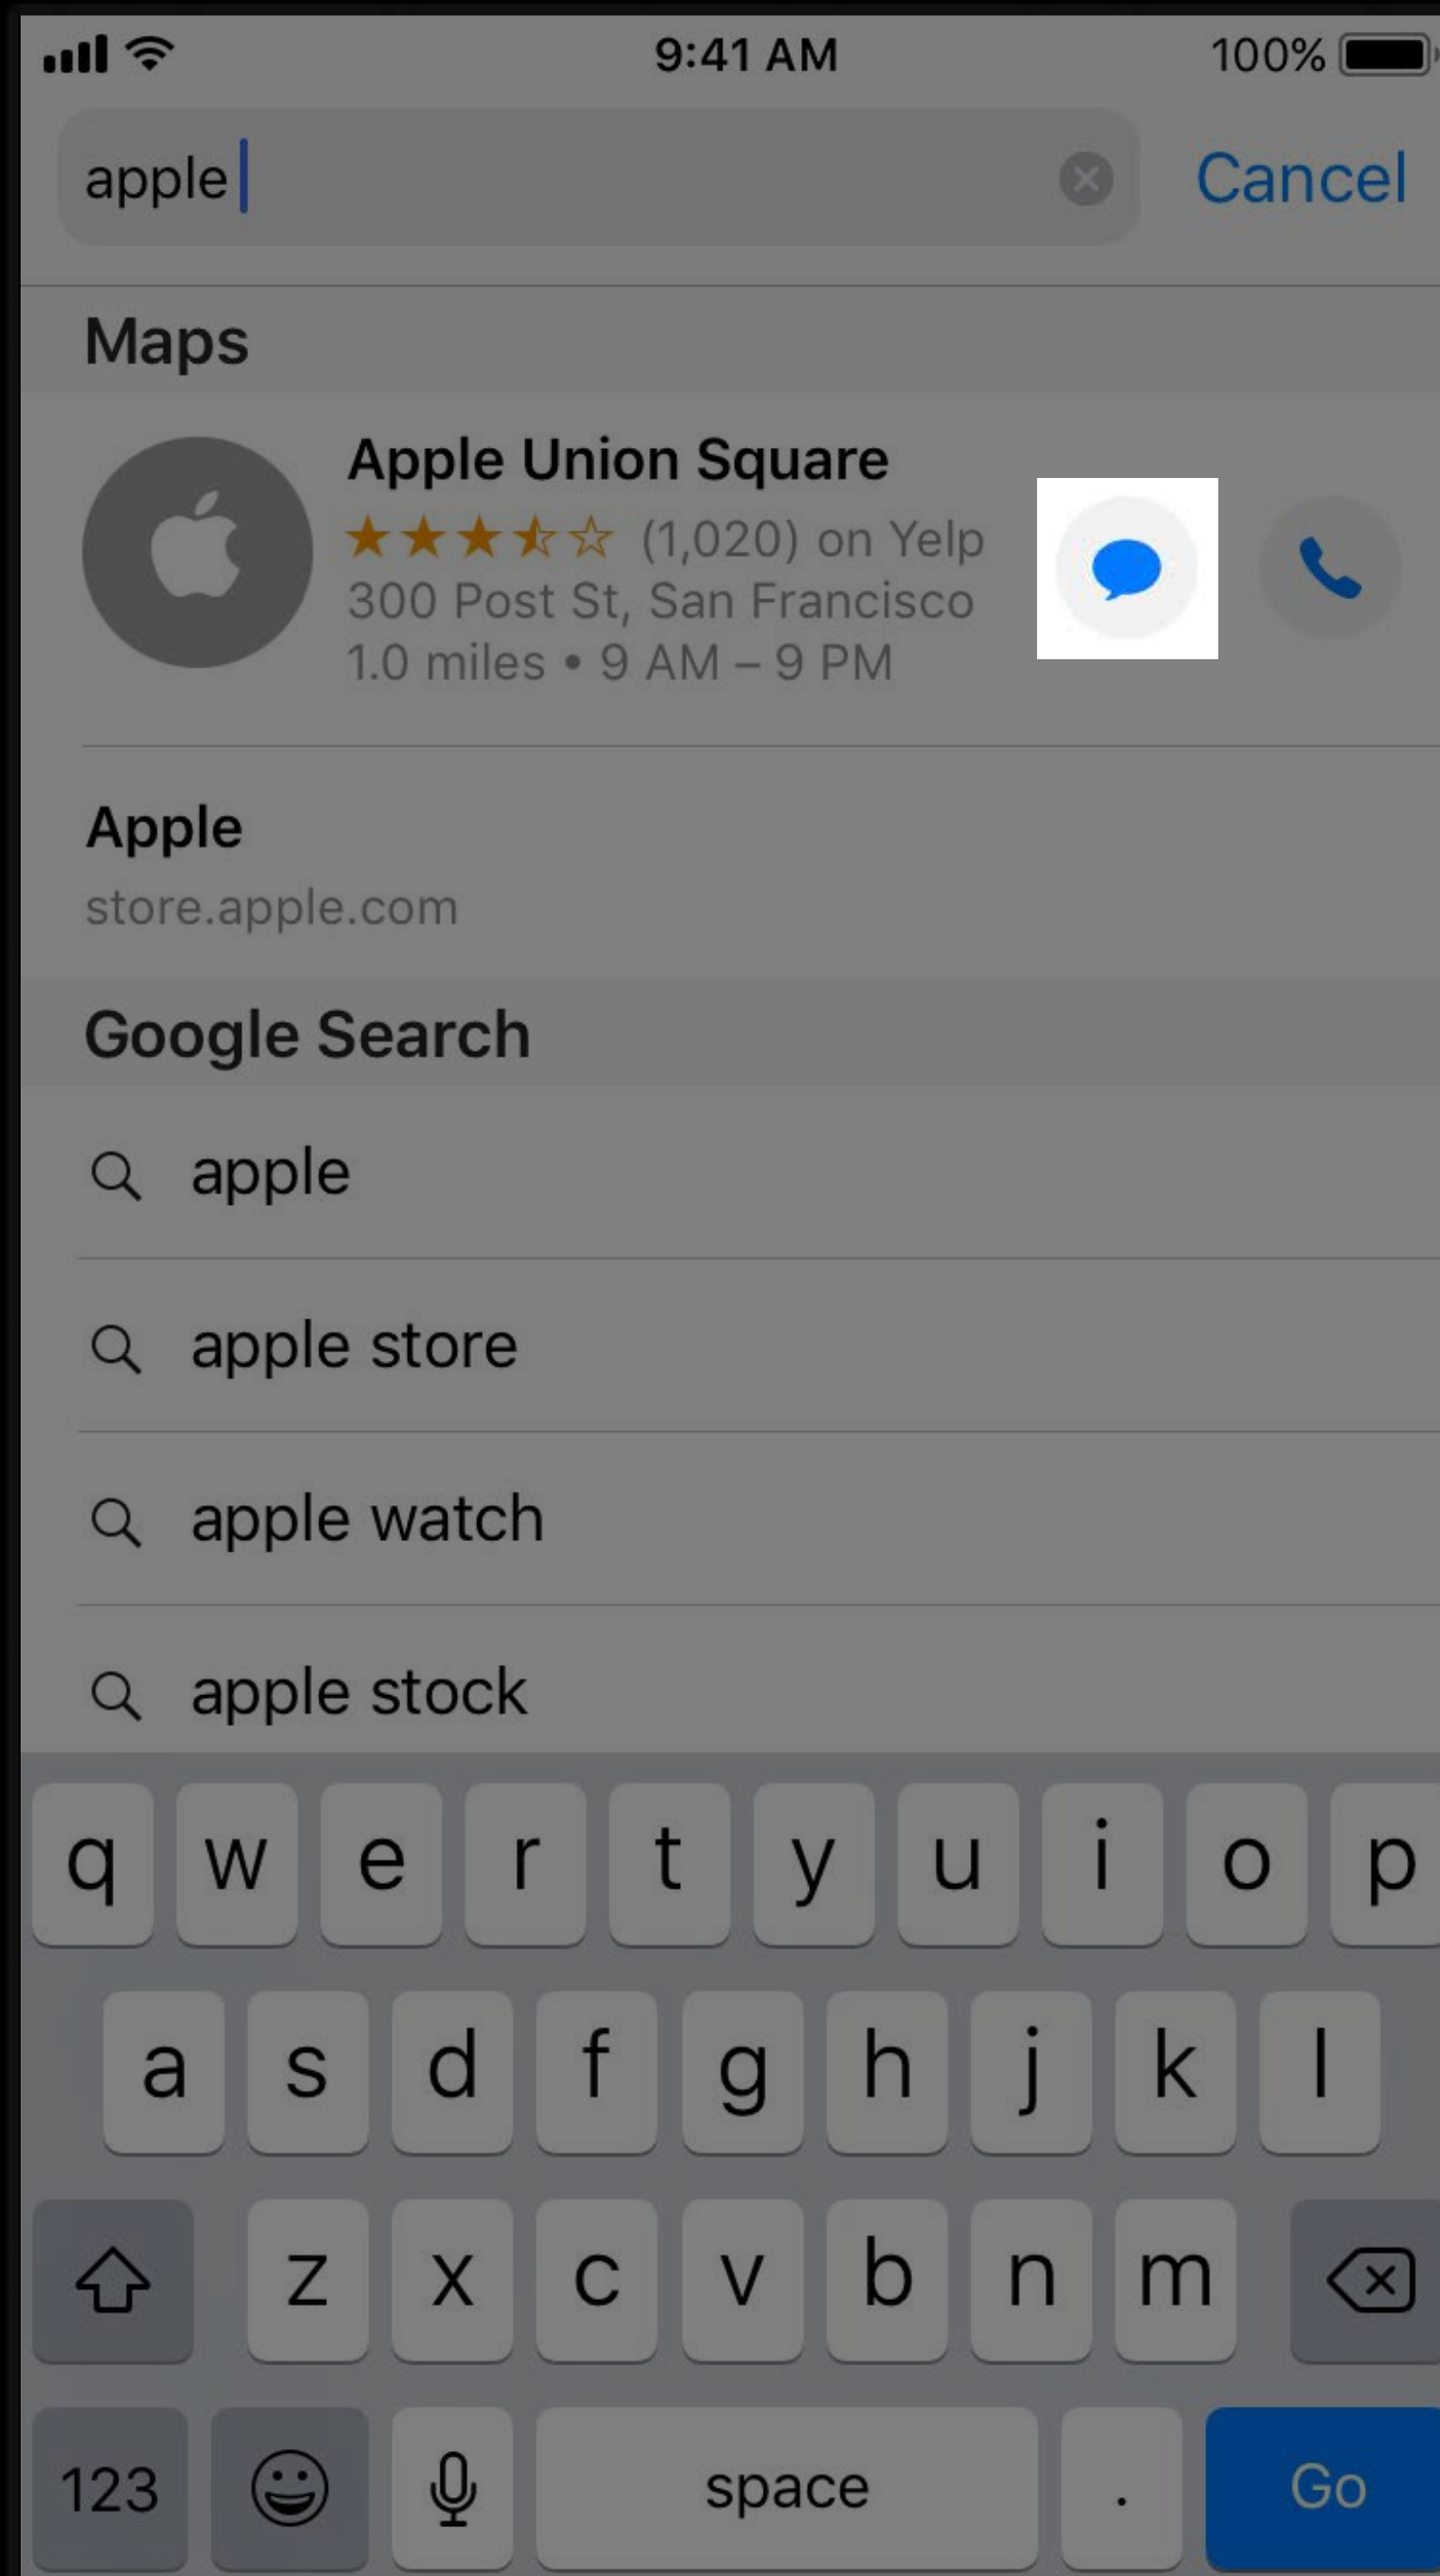 9:41 AM 100%
apple Cancel
Maps
Apple Union Square
(1,020) on Yelp
300 Post St, San Francisco
1.0 miles • 9 AM – 9 PM
Apple
store.apple.com
Google Search
apple
apple store
apple watch
apple stock
q w e r t y u i o p
a s d f g h j k l
z x c v b n m
123 space . Go